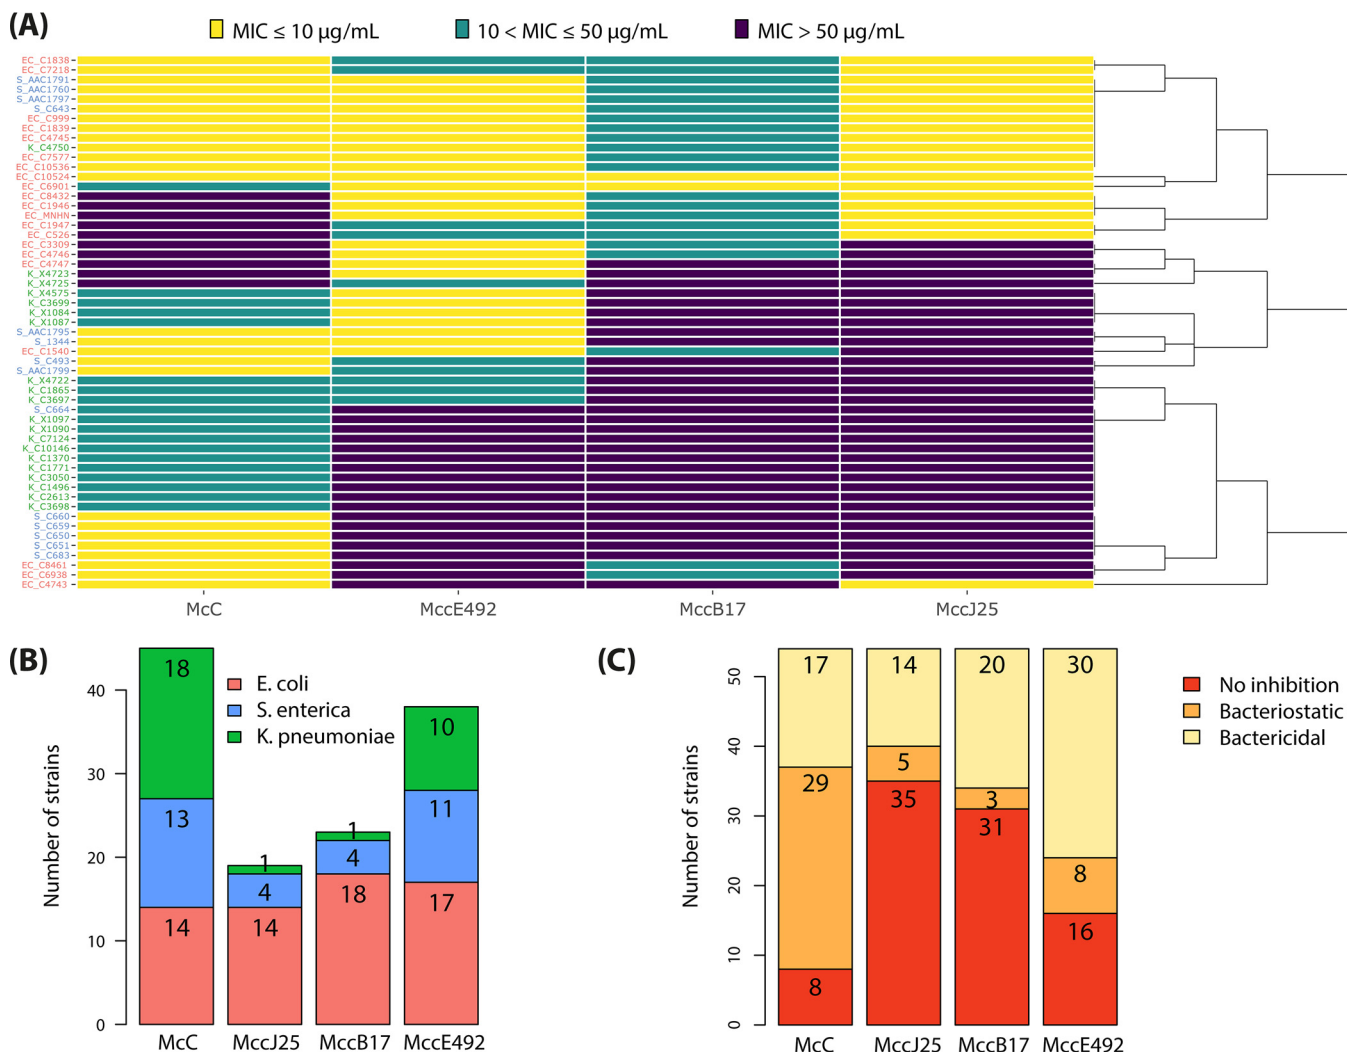 (A)
MIC ≤ 10 µg/mL 10 < MIC ≤ 50 µg/mL MIC > 50 µg/mL
EC_C1838
EC_C7218
S_AAC1791
S_AAC1760
S_AAC1797
S_C643
EC_C999
EC_C1839
EC_C4745
K_C4750
EC_C7577
EC_C10536
EC_C10524
EC_C6901
EC_C8432
EC_C1946
EC_MNHN
EC_C1947
EC_C526
EC_C3309
EC_C4746
EC_C4747
K_X4723
K_X4725
K_X4575
K_C3699
K_X1084
K_X1087
S_AAC1795
S_1344
EC_C1540
S_C493
S_AAC1799
K_X4722
K_C1865
K_C3697
S_C664
K_X1097
K_X1090
K_C7124
K_C10146
K_C1370
K_C1771
K_C3050
K_C1496
K_C2613
K_C3698
S_C660
S_C659
S_C650
S_C651
S_C683
EC_C8461
EC_C6938
EC_C4743
McC MccE492 MccB17 MccJ25
(B)
Number of strains
40
30
20
10
0
E. coli
S. enterica
K. pneumoniae
18
13
14
1
4
14
1
4
18
10
11
17
McC MccJ25 MccB17 MccE492
(C)
Number of strains
50
40
30
20
10
0
17
29
8
14
5
35
20
3
31
30
8
16
McC MccJ25 MccB17 MccE492
No inhibition
Bacteriostatic
Bactericidal